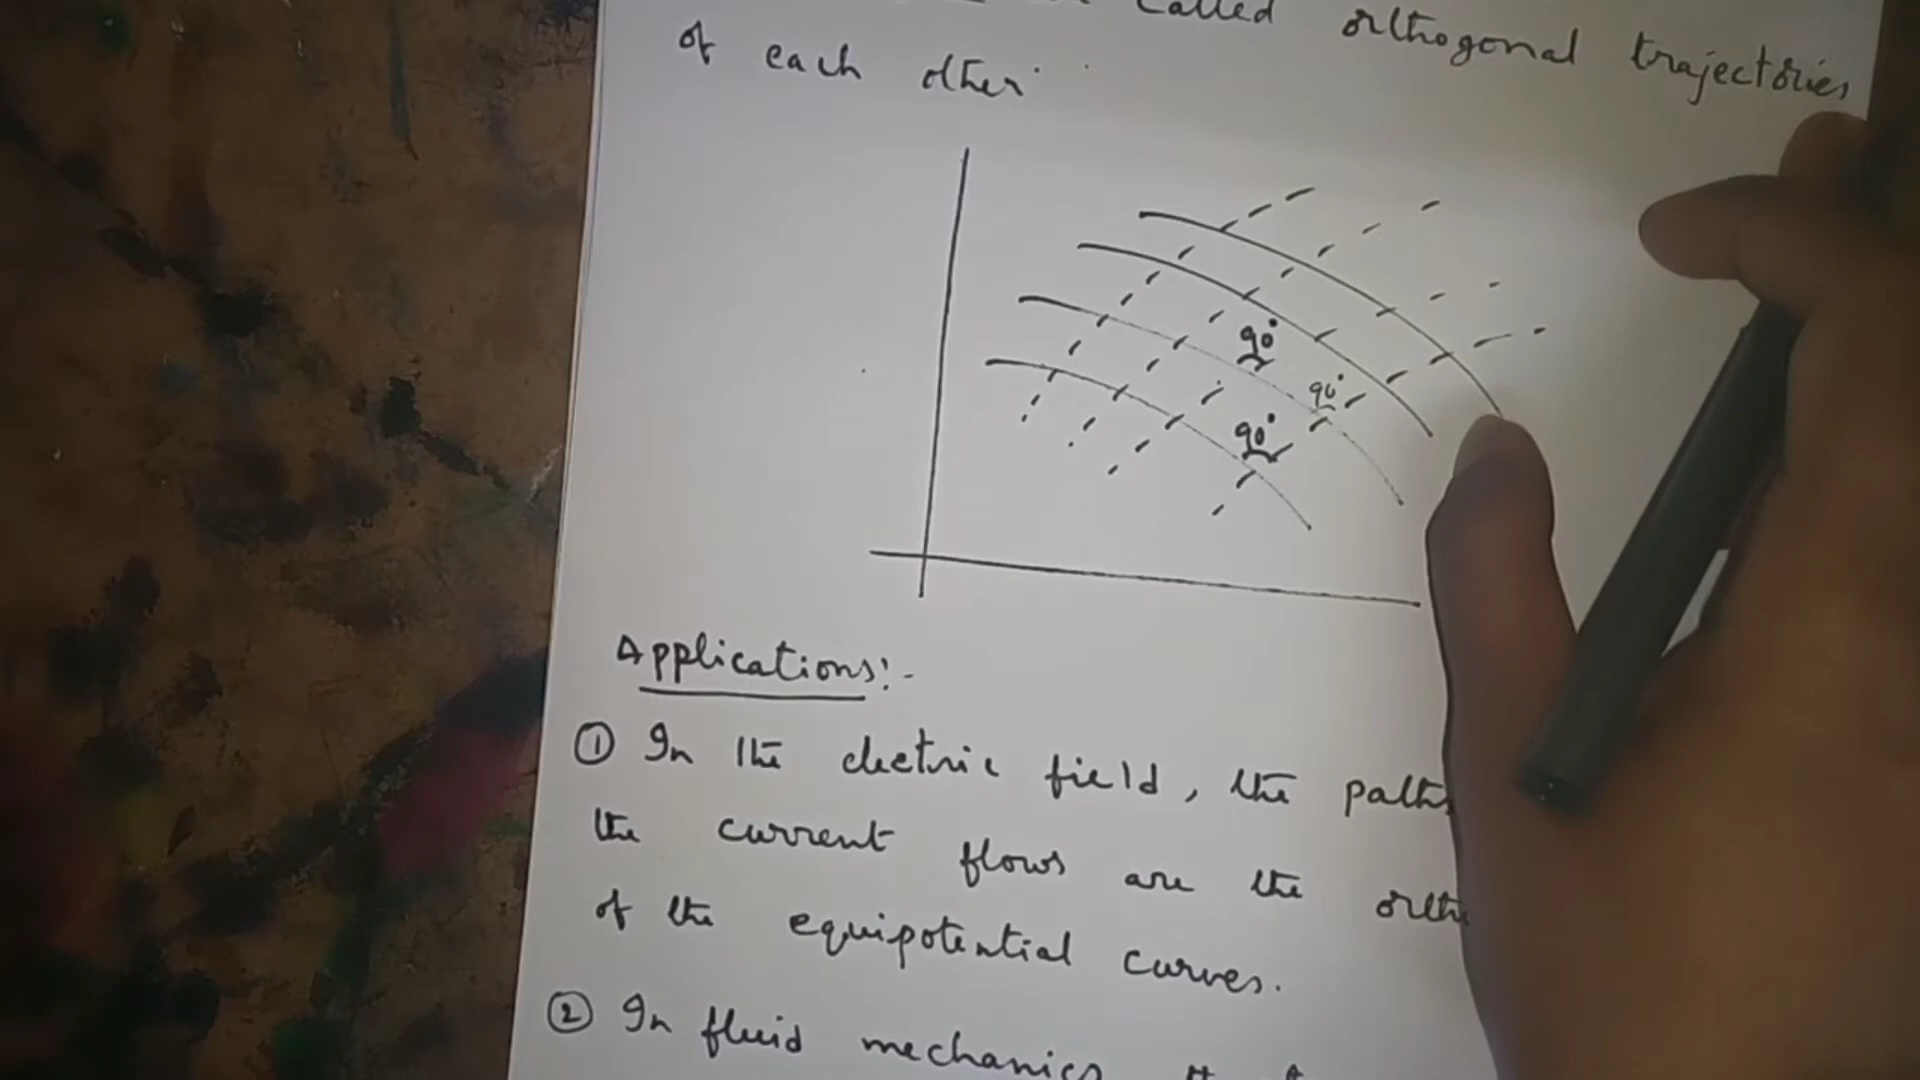 called orthogonal trajectories
of each other.
90°
90°
90°
Applications:-
① In the electric field, the paths
the current flows are the
of the equipotential curves.
② In fluid mechanics